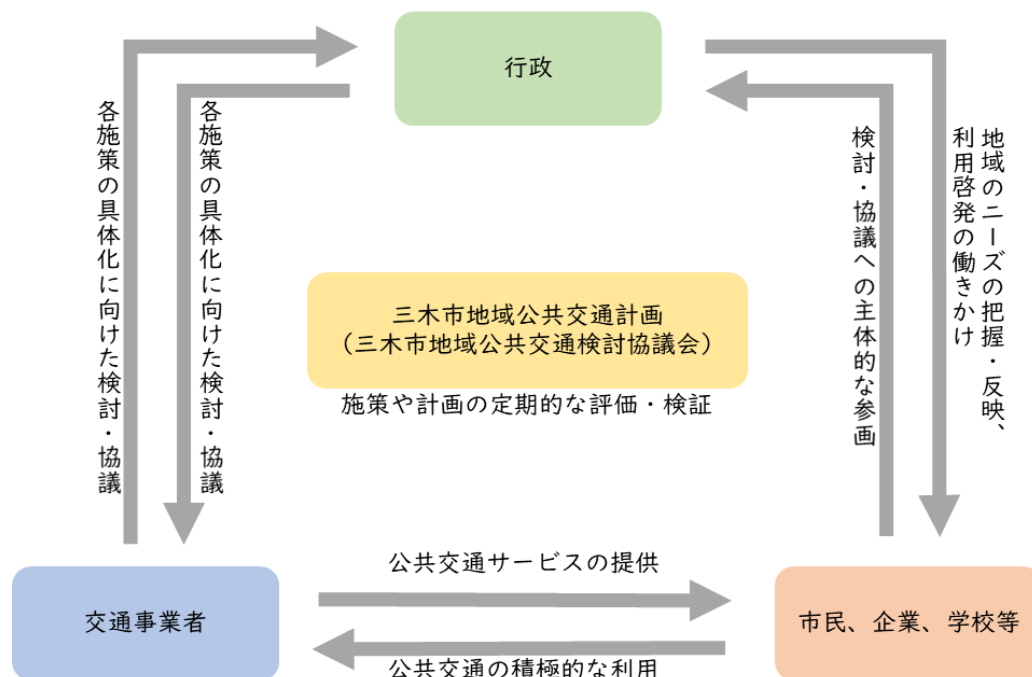 行政
各施策の具体化に向けた検討・協議
各施策の具体化に向けた検討・協議
検討・協議への主体的な参画
地域のニーズの把握・反映、
利用啓発の働きかけ
三木市地域公共交通計画
（三木市地域公共交通検討協議会）
施策や計画の定期的な評価・検証
公共交通サービスの提供
交通事業者
市民、企業、学校等
公共交通の積極的な利用